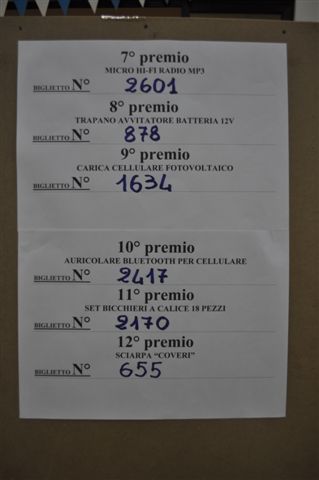 7° premio
MICRO HI-FI RADIO MP3
BIGLIETTO N° 2601
8° premio
TRAPANO AVVITATORE BATTERIA 12V
BIGLIETTO N° 878
9° premio
CARICA CELLULARE FOTOVOLTAICO
BIGLIETTO N° 1634
10° premio
AURICOLARE BLUETOOTH PER CELLULARE
BIGLIETTO N° 2417
11° premio
SET BICCHIERI A CALICE 18 PEZZI
BIGLIETTO N° 2170
12° premio
SCIARPA "COVERI"
BIGLIETTO N° 655